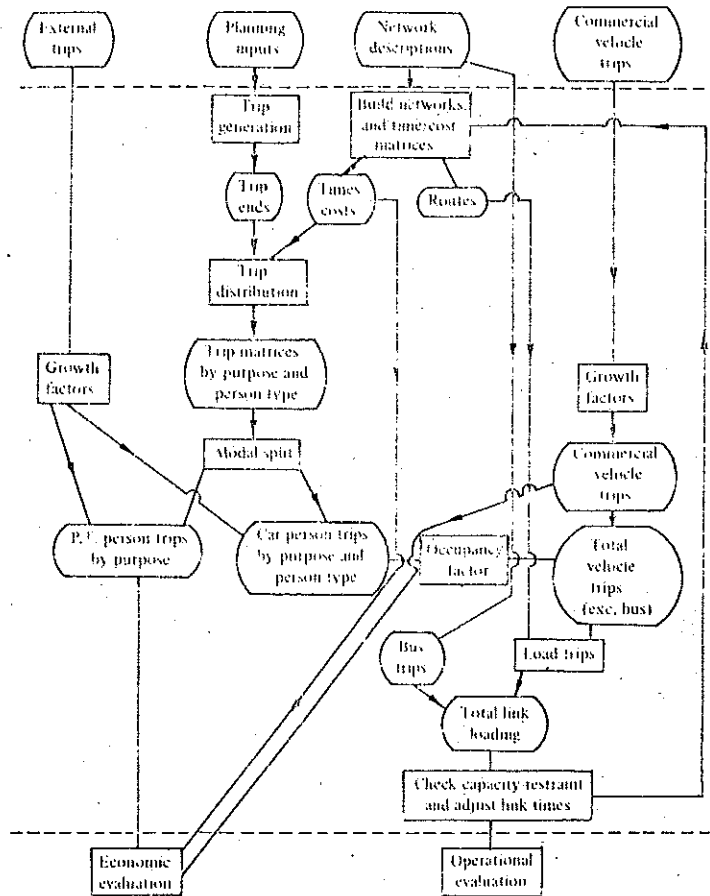 External
trips
Planning
inputs
Network
descriptions
Commercial
vehicle
trips
Trip
generation
Build networks,
and time/cost
matrices
Trip
ends
Times
costs
Routes
Trip
distribution
Trip matrices
by purpose and
person type
Growth
factors
Growth
factors
Modal split
Commercial
vehicle
trips
P.T. person trips
by purpose
Car person trips
by purpose and
person type
Occupancy
factor
Total
vehicle
trips
(exc, bus)
Bus
trips
Load trips
Total link
loading
Check capacity restraint
and adjust link times
Economic
evaluation
Operational
evaluation